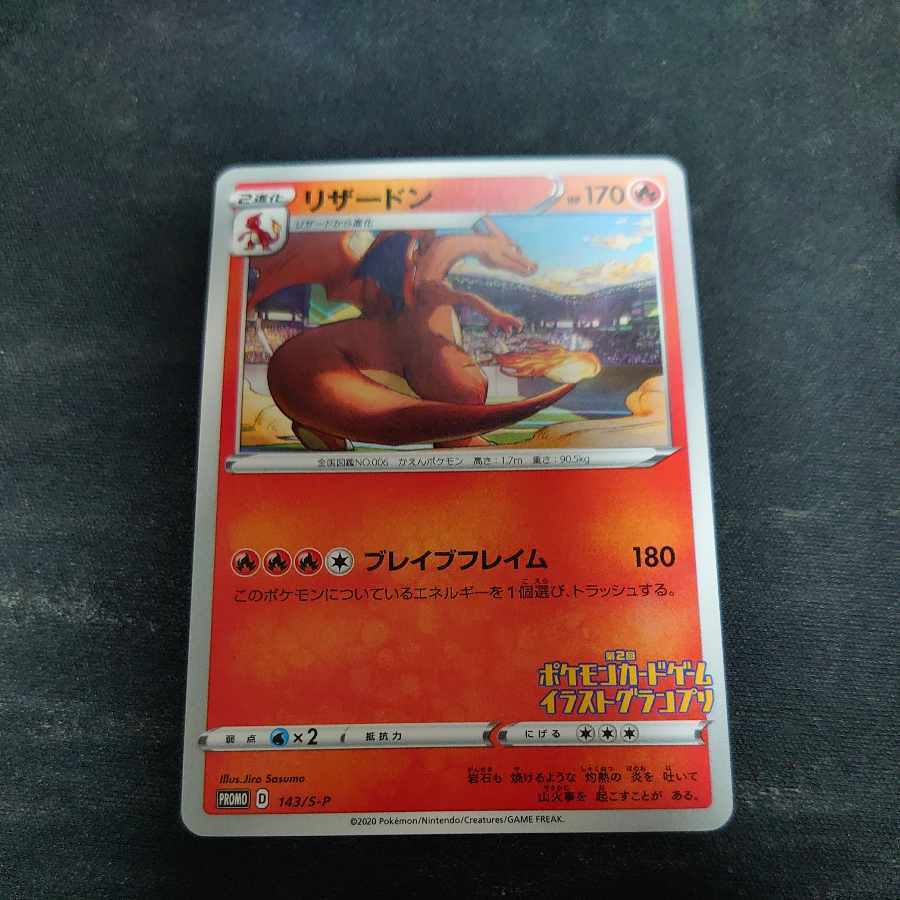 2進化 リザードン HP 170
リザードから進化
全国図鑑NO.006 かえんポケモン 高さ:1.7m 重さ:90.5kg
ブレイブフレイム 180
このポケモンについているエネルギーを1個選び、トラッシュする。
第2回
ポケモンカードゲーム
イラストグランプリ
弱点 ×2 抵抗力 にげる
Illus.Jiro Sasumo
岩石も 焼けるような 灼熱の 炎を 吐いて
山火事を 起こすことが ある。
PROMO D 143/S-P
©2020 Pokémon/Nintendo/Creatures/GAME FREAK.